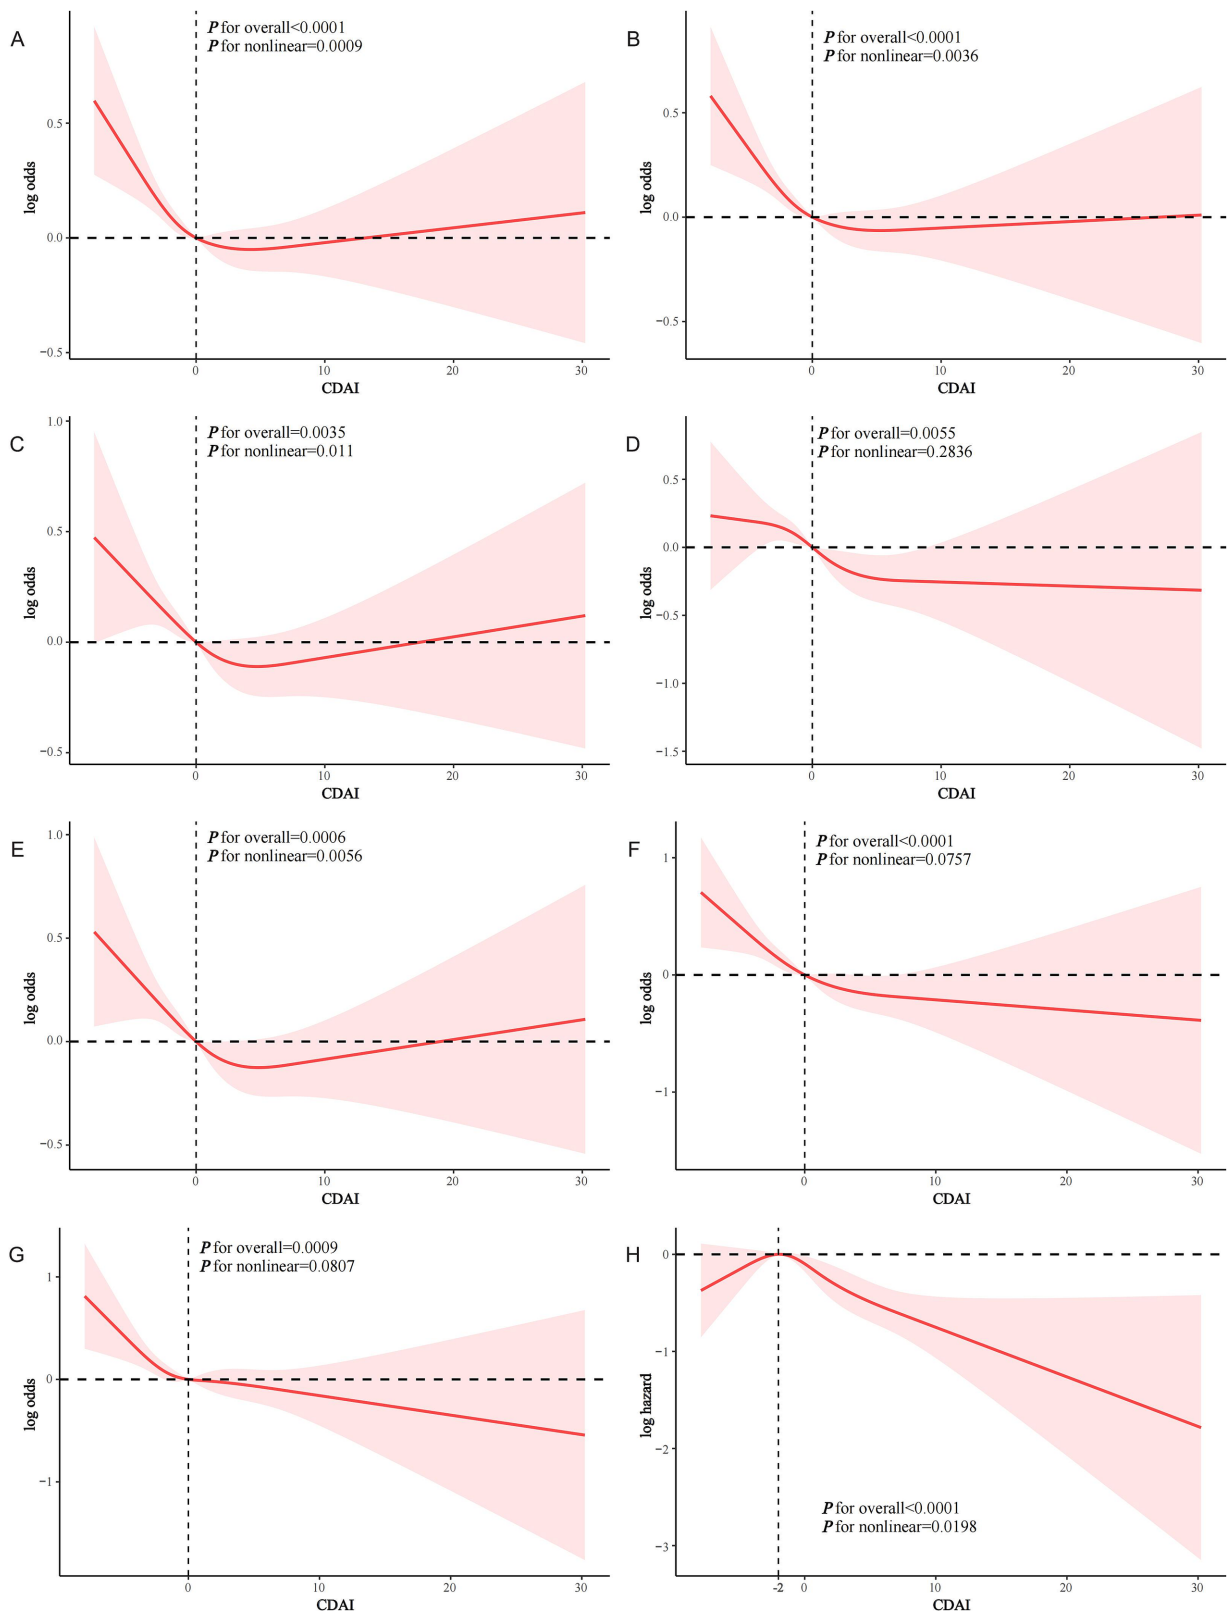 A
P for overall<0.0001
P for nonlinear=0.0009
log odds
0.5
0.0
−0.5
0
10
20
30
CDAI
B
P for overall<0.0001
P for nonlinear=0.0036
log odds
0.5
0.0
−0.5
0
10
20
30
CDAI
C
P for overall=0.0035
P for nonlinear=0.011
log odds
1.0
0.5
0.0
−0.5
0
10
20
30
CDAI
D
P for overall=0.0055
P for nonlinear=0.2836
log odds
0.5
0.0
−0.5
−1.0
−1.5
0
10
20
30
CDAI
E
P for overall=0.0006
P for nonlinear=0.0056
log odds
1.0
0.5
0.0
−0.5
0
10
20
30
CDAI
F
P for overall<0.0001
P for nonlinear=0.0757
log odds
1
0
−1
0
10
20
30
CDAI
G
P for overall=0.0009
P for nonlinear=0.0807
log odds
1
0
−1
0
10
20
30
CDAI
H
log hazard
0
−1
−2
−3
P for overall<0.0001
P for nonlinear=0.0198
-2
0
10
20
30
CDAI